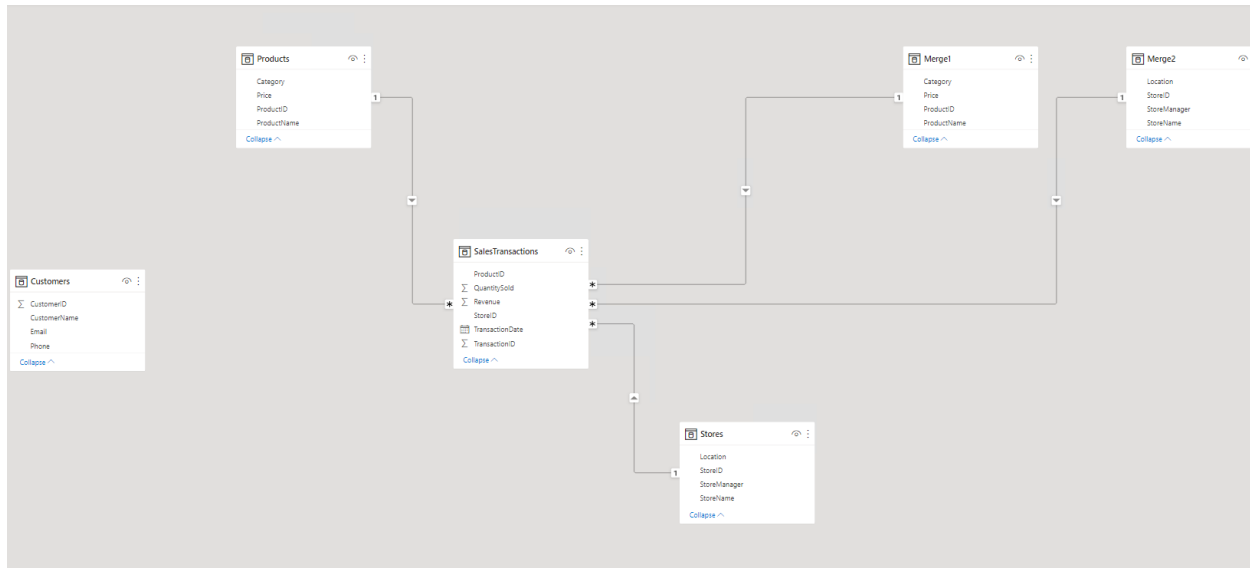 Products
Category
Price
ProductID
ProductName
Collapse
1
Merge1
Category
Price
ProductID
ProductName
Collapse
1
Merge2
Location
StoreID
StoreManager
StoreName
Collapse
1
SalesTransactions
ProductID
Σ QuantitySold
Σ Revenue
StoreID
TransactionDate
Σ TransactionID
Collapse
*
*
*
*
Customers
Σ CustomerID
CustomerName
Email
Phone
Collapse
Stores
Location
StoreID
StoreManager
StoreName
Collapse
1